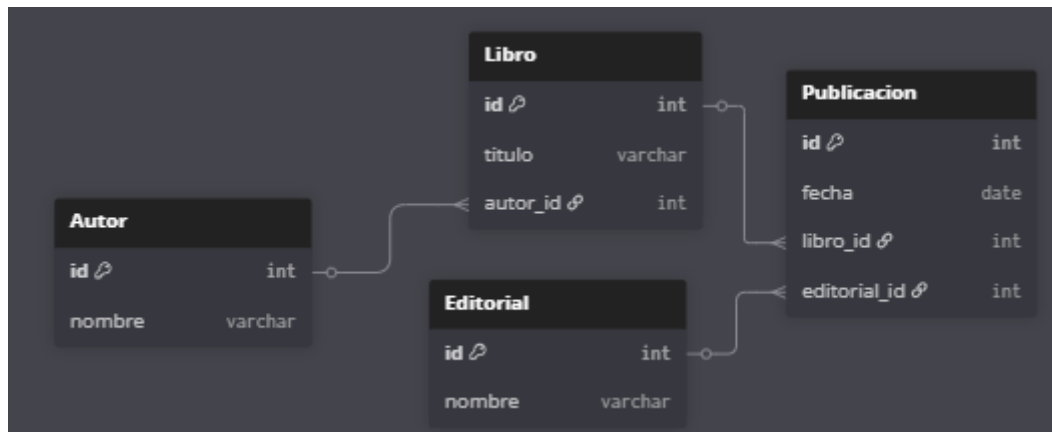 Autor
id int
nombre varchar
Libro
id int
titulo varchar
autor_id int
Editorial
id int
nombre varchar
Publicacion
id int
fecha date
libro_id int
editorial_id int